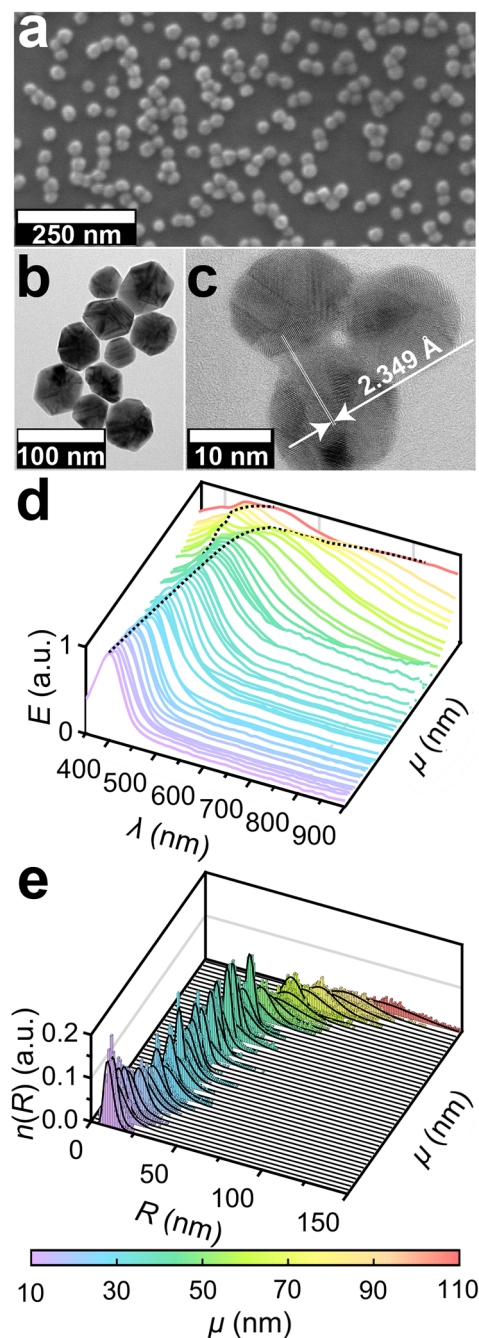 a
250 nm
b
100 nm
c
2.349 Å
10 nm
d
E (a.u.)
1
0
400
500
600
700
800
900
λ (nm)
μ (nm)
e
n(R) (a.u.)
0.2
0.1
0.0
0
50
100
150
R (nm)
μ (nm)
10 30 50 70 90 110
μ (nm)